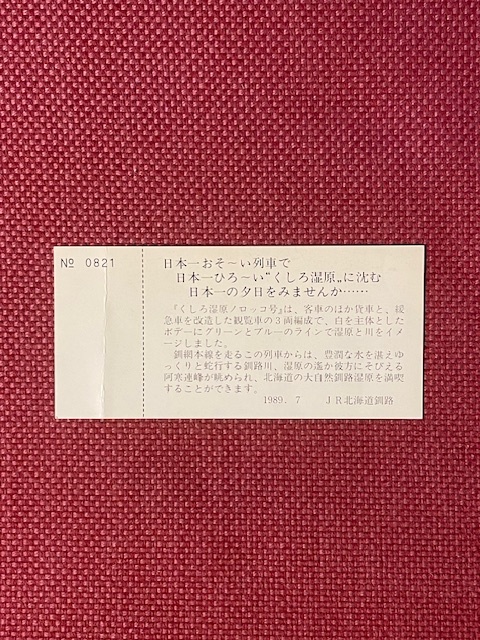 № 0821
日本一おそ〜い列車で
日本一ひろ〜い“くしろ湿原„に沈む
日本一の夕日をみませんか……
『くしろ湿原ノロッコ号』は、客車のほか貨車と、緩
急車を改造した観覧車の3両編成で、白を主体とした
ボデーにグリーンとブルーのラインで湿原と川をイメ
ージしました。
釧網本線を走るこの列車からは、豊潤な水を湛えゆ
っくりと蛇行する釧路川、湿原の遙か彼方にそびえる
阿寒連峰が眺められ、北海道の大自然釧路湿原を満喫
することができます。
1989. 7 JR北海道釧路